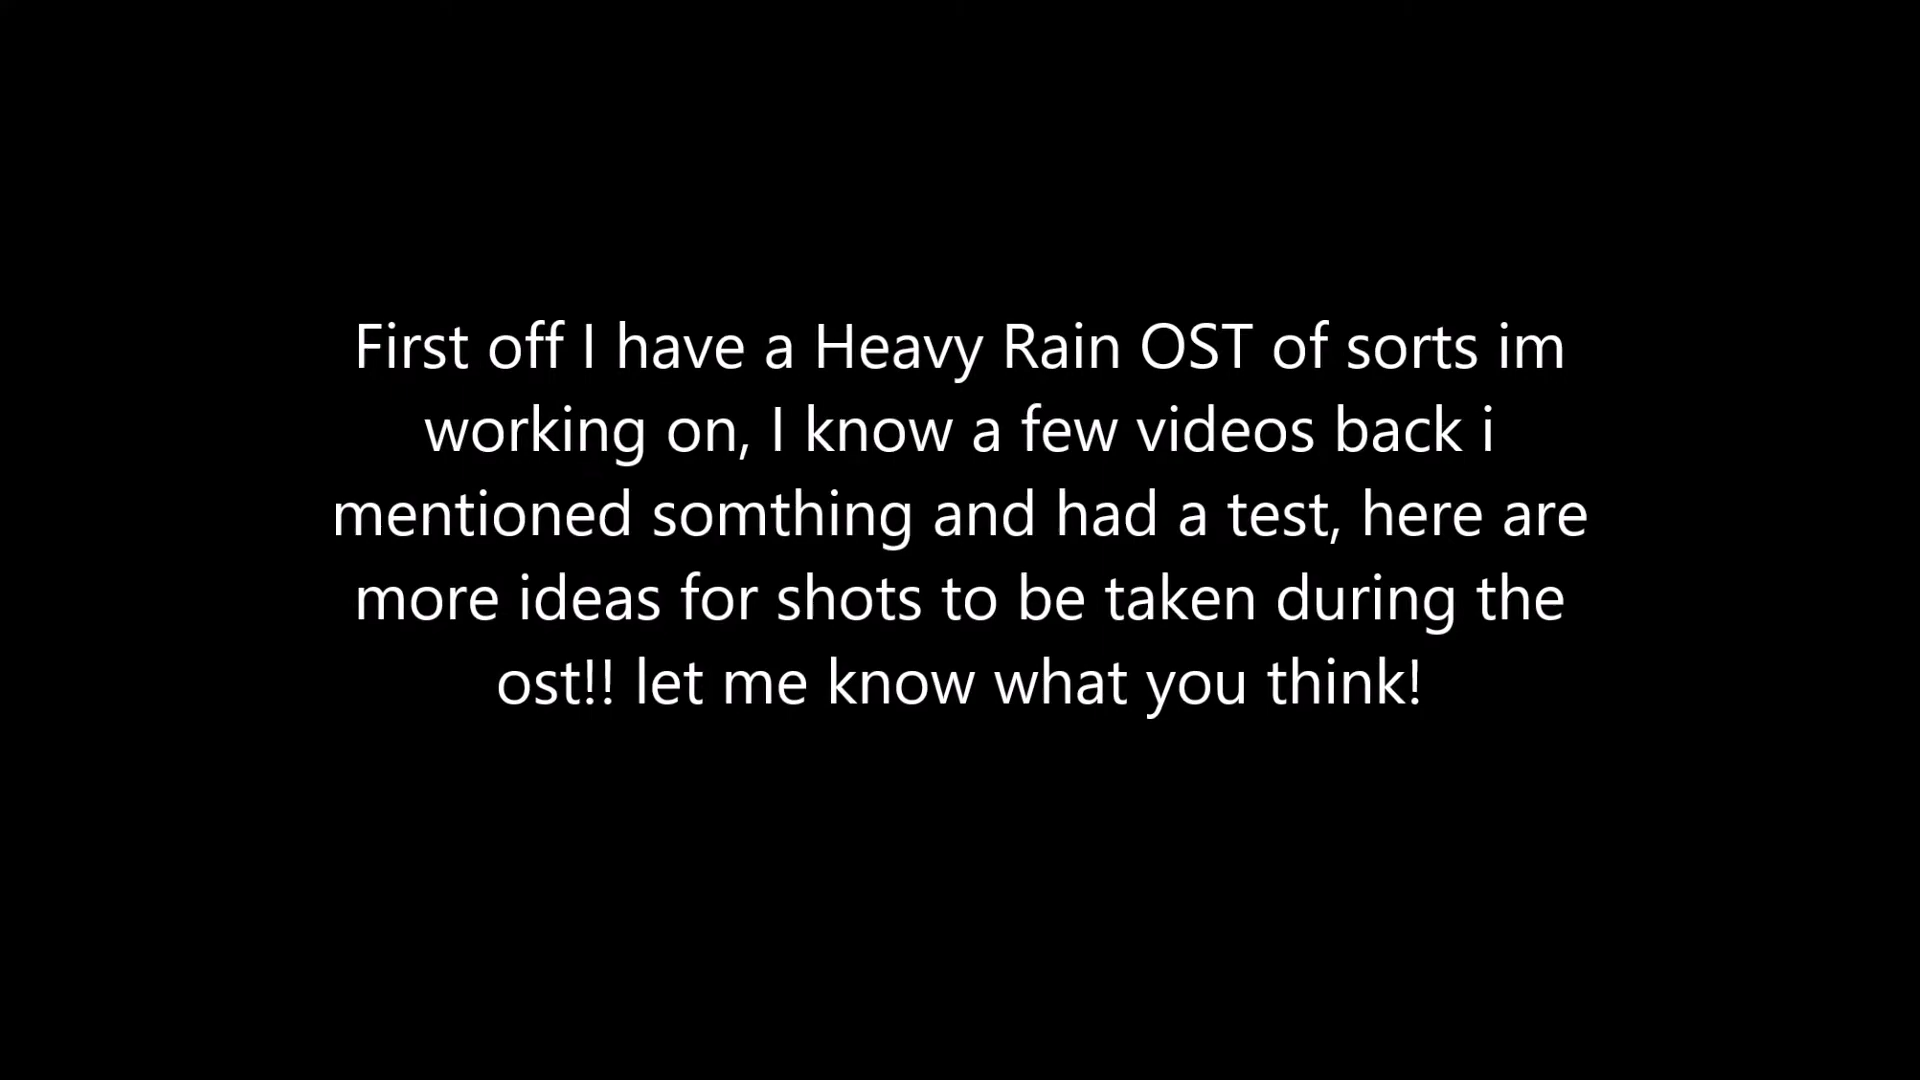 First off I have a Heavy Rain OST of sorts im
working on, I know a few videos back i
mentioned somthing and had a test, here are
more ideas for shots to be taken during the
ost!! let me know what you think!